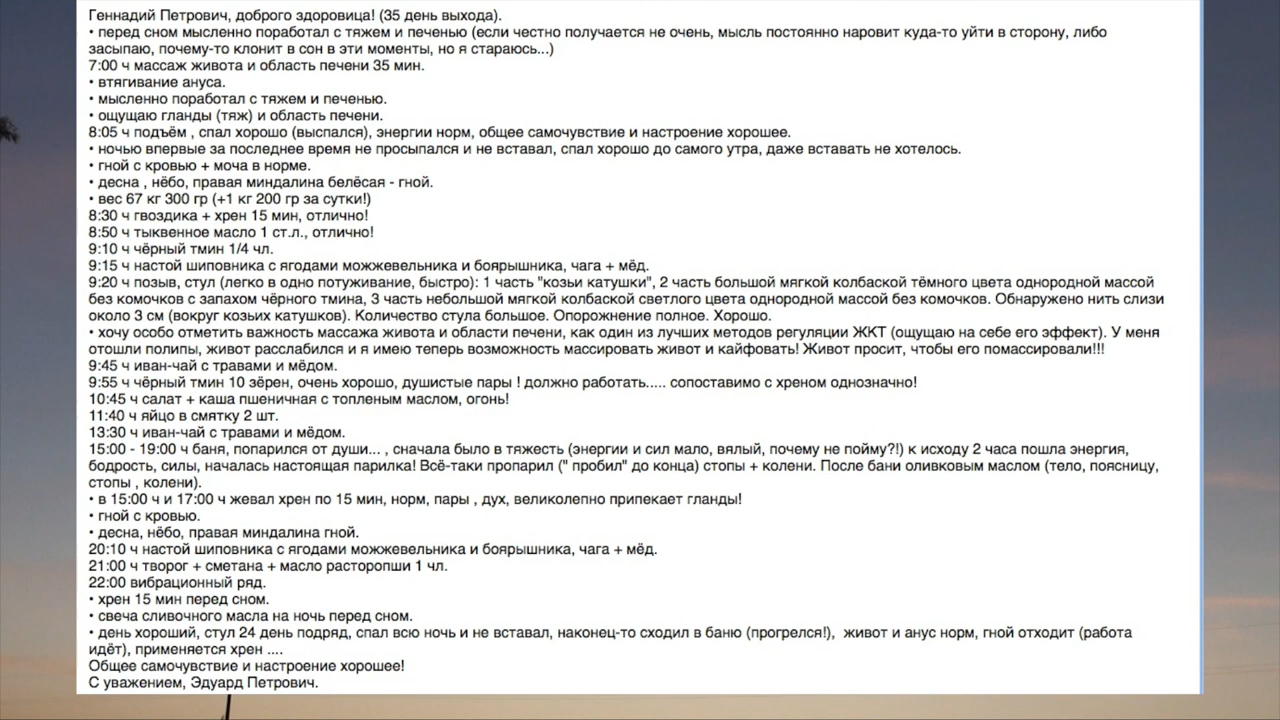 Геннадий Петрович, доброго здоровица! (35 день выхода).
• перед сном мысленно поработал с тяжем и печенью (если честно получается не очень, мысль постоянно наровит куда-то уйти в сторону, либо
засыпаю, почему-то клонит в сон в эти моменты, но я стараюсь...)
7:00 ч массаж живота и область печени 35 мин.
• втягивание ануса.
• мысленно поработал с тяжем и печенью.
• ощущаю гланды (тяж) и область печени.
8:05 ч подъём , спал хорошо (выспался), энергии норм, общее самочувствие и настроение хорошее.
• ночью впервые за последнее время не просыпался и не вставал, спал хорошо до самого утра, даже вставать не хотелось.
• гной с кровью + моча в норме.
• десна , нёбо, правая миндалина белёсая - гной.
• вес 67 кг 300 гр (+1 кг 200 гр за сутки!)
8:30 ч гвоздика + хрен 15 мин, отлично!
8:50 ч тыквенное масло 1 ст.л., отлично!
9:10 ч чёрный тмин 1/4 чл.
9:15 ч настой шиповника с ягодами можжевельника и боярышника, чага + мёд.
9:20 ч позыв, стул (легко в одно потуживание, быстро): 1 часть "козьи катушки", 2 часть большой мягкой колбаской тёмного цвета однородной массой
без комочков с запахом чёрного тмина, 3 часть небольшой мягкой колбаской светлого цвета однородной массой без комочков. Обнаружено нить слизи
около 3 см (вокруг козьих катушков). Количество стула большое. Опорожнение полное. Хорошо.
• хочу особо отметить важность массажа живота и области печени, как один из лучших методов регуляции ЖКТ (ощущаю на себе его эффект). У меня
отошли полипы, живот расслабился и я имею теперь возможность массировать живот и кайфовать! Живот просит, чтобы его помассировали!!!
9:45 ч иван-чай с травами и мёдом.
9:55 ч чёрный тмин 10 зёрен, очень хорошо, душистые пары ! должно работать..... сопоставимо с хреном однозначно!
10:45 ч салат + каша пшеничная с топленым маслом, огонь!
11:40 ч яйцо в смятку 2 шт.
13:30 ч иван-чай с травами и мёдом.
15:00 - 19:00 ч баня, попарился от души... , сначала было в тяжесть (энергии и сил мало, вялый, почему не пойму?!) к исходу 2 часа пошла энергия,
бодрость, силы, началась настоящая парилка! Всё-таки пропарил (" пробил" до конца) стопы + колени. После бани оливковым маслом (тело, поясницу,
стопы , колени).
• в 15:00 ч и 17:00 ч жевал хрен по 15 мин, норм, пары , дух, великолепно припекает гланды!
• гной с кровью.
• десна, нёбо, правая миндалина гной.
20:10 ч настой шиповника с ягодами можжевельника и боярышника, чага + мёд.
21:00 ч творог + сметана + масло расторопши 1 чл.
22:00 вибрационный ряд.
• хрен 15 мин перед сном.
• свеча сливочного масла на ночь перед сном.
• день хороший, стул 24 день подряд, спал всю ночь и не вставал, наконец-то сходил в баню (прогрелся!),  живот и анус норм, гной отходит (работа
идёт), применяется хрен ....
Общее самочувствие и настроение хорошее!
С уважением, Эдуард Петрович.